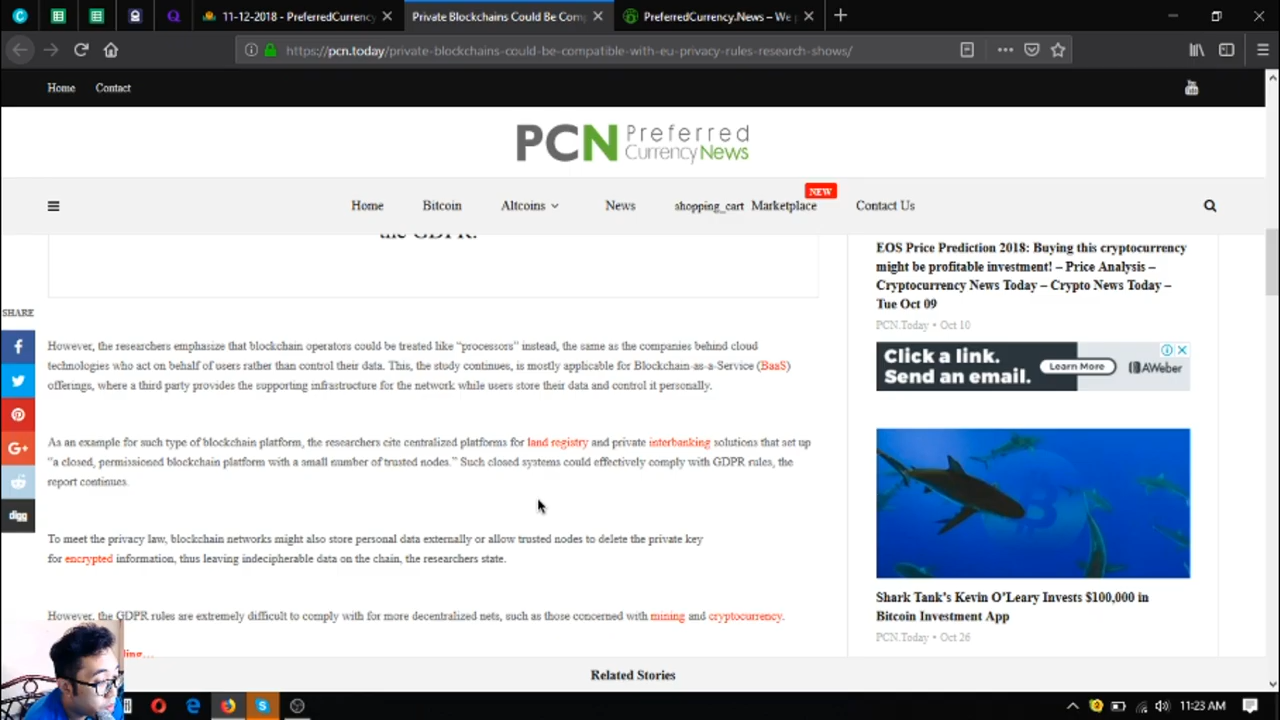 11-12-2018 - PreferredCurrency
Private Blockchains Could Be Com
PreferredCurrency.News – We
https://pcn.today/private-blockchains-could-be-compatible-with-eu-privacy-rules-research-shows/
Home Contact
PCN Preferred
CurrencyNews
NEW
Home Bitcoin Altcoins News shopping_cart Marketplace Contact Us
the GDPR.
SHARE
However, the researchers emphasize that blockchain operators could be treated like “processors” instead, the same as the companies behind cloud
technologies who act on behalf of users rather than control their data. This, the study continues, is mostly applicable for Blockchain-as-a-Service (BaaS)
offerings, where a third party provides the supporting infrastructure for the network while users store their data and control it personally.
As an example for such type of blockchain platform, the researchers cite centralized platforms for land registry and private interbanking solutions that set up
“a closed, permissioned blockchain platform with a small number of trusted nodes.” Such closed systems could effectively comply with GDPR rules, the
report continues.
To meet the privacy law, blockchain networks might also store personal data externally or allow trusted nodes to delete the private key
for encrypted information, thus leaving indecipherable data on the chain, the researchers state.
However, the GDPR rules are extremely difficult to comply with for more decentralized nets, such as those concerned with mining and cryptocurrency.
digg
EOS Price Prediction 2018: Buying this cryptocurrency
might be profitable investment! – Price Analysis –
Cryptocurrency News Today – Crypto News Today –
Tue Oct 09
PCN.Today • Oct 10
Click a link.
Send an email.
Learn More
AWeber
Shark Tank's Kevin O'Leary Invests $100,000 in
Bitcoin Investment App
PCN.Today • Oct 26
Related Stories
11:23 AM